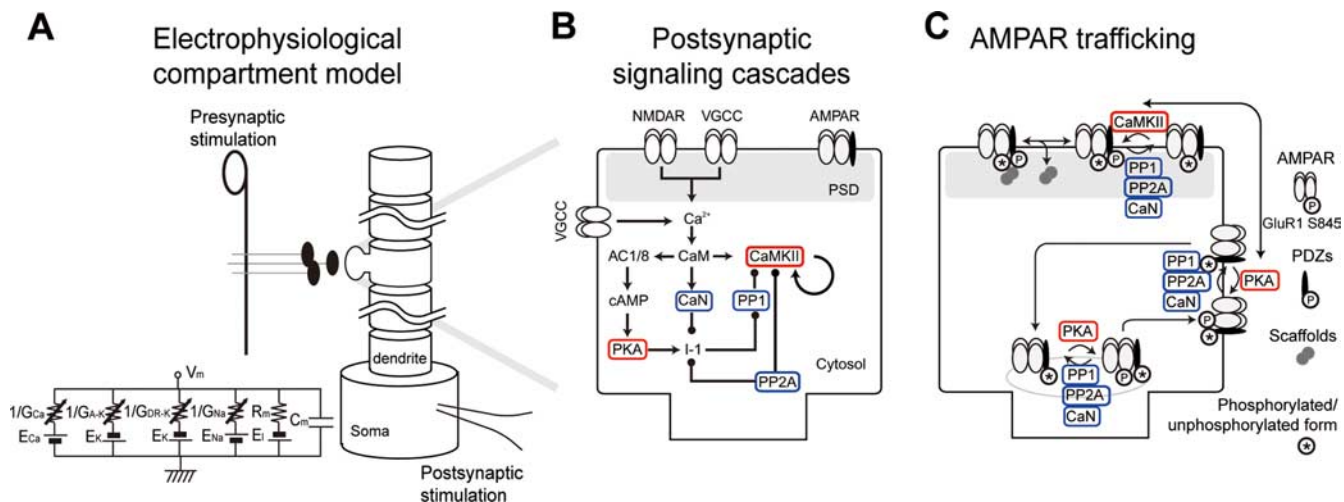 A
Electrophysiological
compartment model
Presynaptic
stimulation
dendrite
Soma
Vm
1/GCa
1/GA-K
1/GDR-K
1/GNa
Rm
Cm
ECa
EK
EK
ENa
El
Postsynaptic
stimulation
B
Postsynaptic
signaling cascades
NMDAR
VGCC
AMPAR
PSD
VGCC
Ca2+
AC1/8
CaM
CaMKII
cAMP
CaN
PP1
PKA
I-1
Cytosol
PP2A
C
AMPAR trafficking
CaMKII
P
P
PP1
PP2A
CaN
AMPAR
P
GluR1 S845
PDZs
P
PP1
PP2A
CaN
PKA
P
Scaffolds
PKA
P
PP1
PP2A
CaN
Phosphorylated/
unphosphorylated form